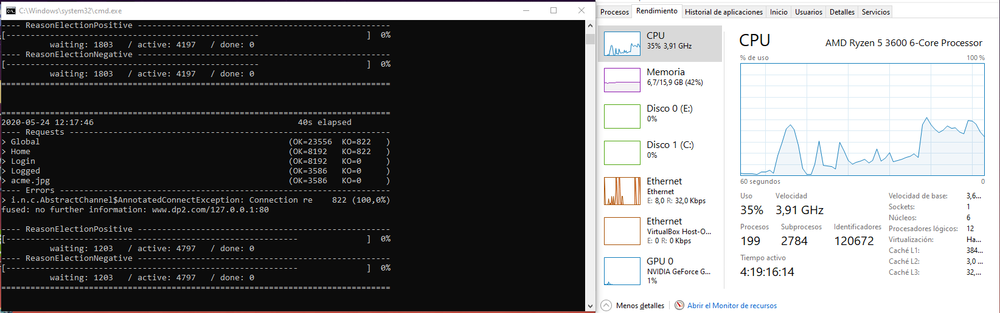 C:\Windows\system32\cmd.exe
---- ReasonElectionPositive ----------------------------------------------------
[---------------------------------------------------- ] 0%
waiting: 1803 / active: 4197 / done: 0
---- ReasonElectionNegative ----------------------------------------------------
[---------------------------------------------------- ] 0%
waiting: 1803 / active: 4197 / done: 0
================================================================================
================================================================================
2020-05-24 12:17:46 40s elapsed
---- Requests ------------------------------------------------------------------
> Global (OK=23556 KO=822 )
> Home (OK=8192 KO=822 )
> Login (OK=8192 KO=0 )
> Logged (OK=3586 KO=0 )
> acme.jpg (OK=3586 KO=0 )
---- Errors --------------------------------------------------------------------
> i.n.c.AbstractChannel$AnnotatedConnectException: Connection re 822 (100,0%)
fused: no further information: www.dp2.com/127.0.0.1:80
---- ReasonElectionPositive ----------------------------------------------------
[------------------------------------------------------------ ] 0%
waiting: 1203 / active: 4797 / done: 0
---- ReasonElectionNegative ----------------------------------------------------
[------------------------------------------------------------ ] 0%
waiting: 1203 / active: 4797 / done: 0
================================================================================
Procesos Rendimiento Historial de aplicaciones Inicio Usuarios Detalles Servicios
CPU
35% 3,91 GHz
Memoria
6,7/15,9 GB (42%)
Disco 0 (E:)
0%
Disco 1 (C:)
0%
Ethernet
Ethernet
E: 8,0 R: 32,0 Kbps
Ethernet
VirtualBox Host-O...
E: 0 R: 0 Kbps
GPU 0
NVIDIA GeForce G...
1%
CPU AMD Ryzen 5 3600 6-Core Processor
% de uso 100 %
60 segundos 0
Uso Velocidad
35% 3,91 GHz
Procesos Subprocesos Identificadores
199 2784 120672
Tiempo activo
4:19:16:14
Velocidad de base: 3,6...
Sockets: 1
Núcleos: 6
Procesadores lógicos: 12
Virtualización: Ha...
Caché L1: 384...
Caché L2: 3,0 ...
Caché L3: 32,...
Menos detalles Abrir el Monitor de recursos